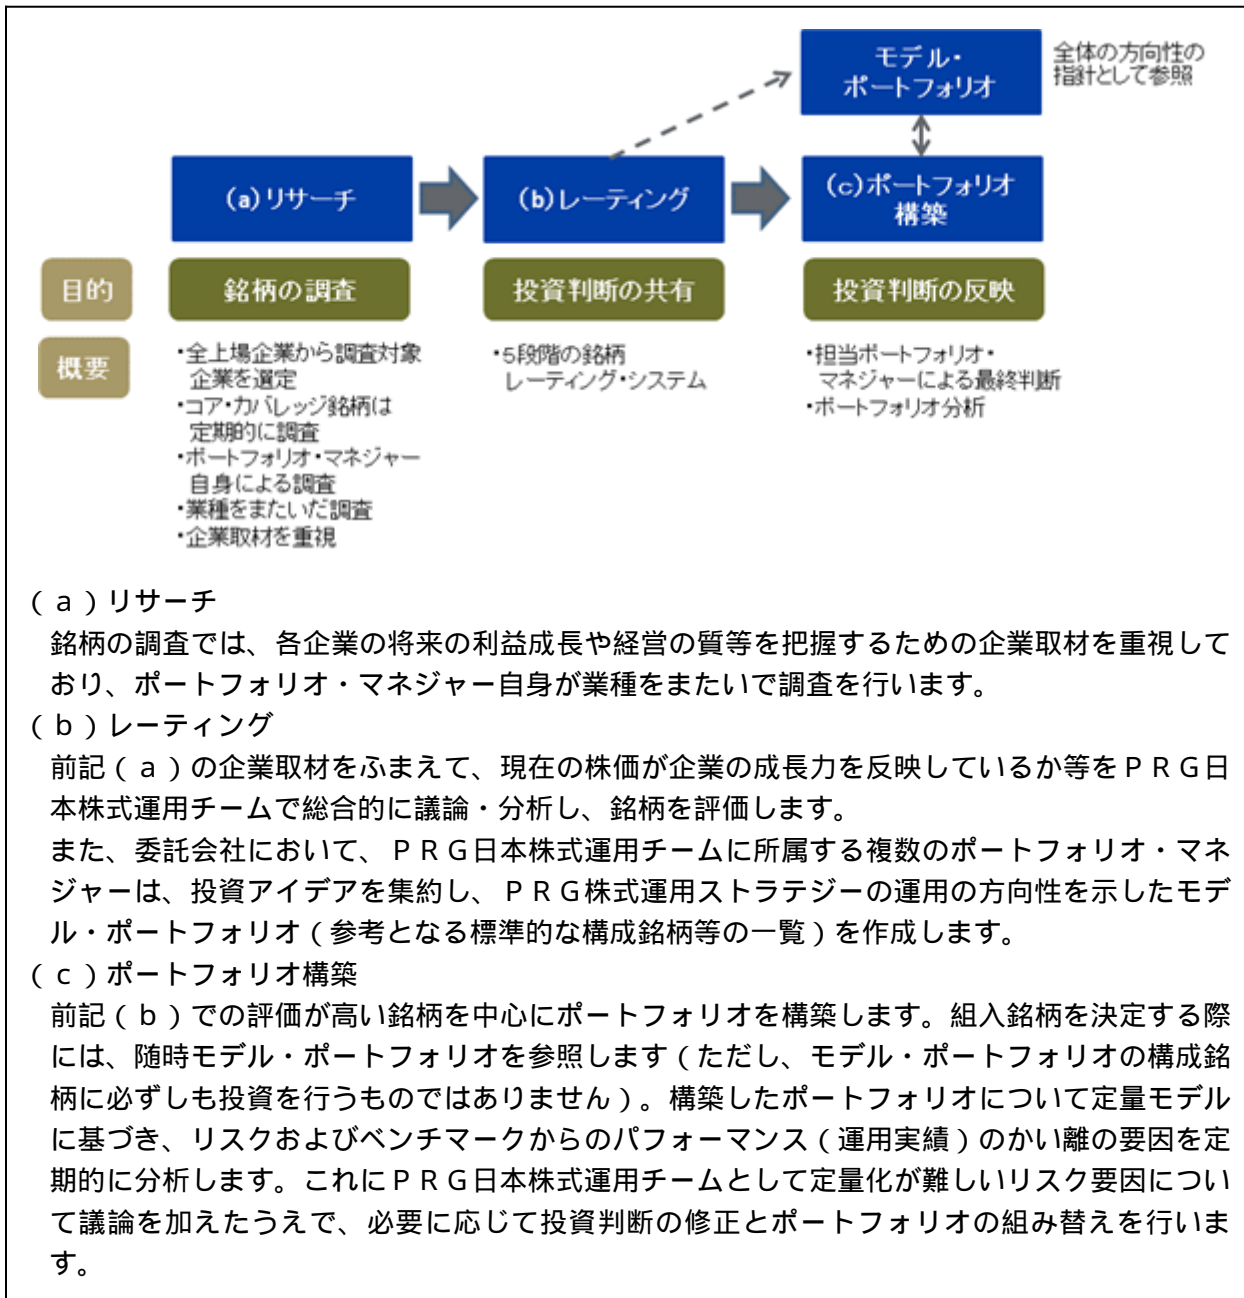 モデル・
ポートフォリオ
全体の方向性の
指針として参照
(a)リサーチ
(b)レーティング
(c)ポートフォリオ
構築
目的
銘柄の調査
投資判断の共有
投資判断の反映
概要
・全上場企業から調査対象
企業を選定
・コア・カバレッジ銘柄は
定期的に調査
・ポートフォリオ・マネジャー
自身による調査
・業種をまたいだ調査
・企業取材を重視
・5段階の銘柄
レーティング・システム
・担当ポートフォリオ・
マネジャーによる最終判断
・ポートフォリオ分析
(a)リサーチ
銘柄の調査では、各企業の将来の利益成長や経営の質等を把握するための企業取材を重視して
おり、ポートフォリオ・マネジャー自身が業種をまたいで調査を行います。
(b)レーティング
前記(a)の企業取材をふまえて、現在の株価が企業の成長力を反映しているか等をPRG日
本株式運用チームで総合的に議論・分析し、銘柄を評価します。
また、委託会社において、PRG日本株式運用チームに所属する複数のポートフォリオ・マネ
ジャーは、投資アイデアを集約し、PRG株式運用ストラテジーの運用の方向性を示したモデ
ル・ポートフォリオ(参考となる標準的な構成銘柄等の一覧)を作成します。
(c)ポートフォリオ構築
前記(b)での評価が高い銘柄を中心にポートフォリオを構築します。組入銘柄を決定する際
には、随時モデル・ポートフォリオを参照します(ただし、モデル・ポートフォリオの構成銘
柄に必ずしも投資を行うものではありません)。構築したポートフォリオについて定量モデル
に基づき、リスクおよびベンチマークからのパフォーマンス(運用実績)のかい離の要因を定
期的に分析します。これにPRG日本株式運用チームとして定量化が難しいリスク要因につい
て議論を加えたうえで、必要に応じて投資判断の修正とポートフォリオの組み替えを行いま
す。